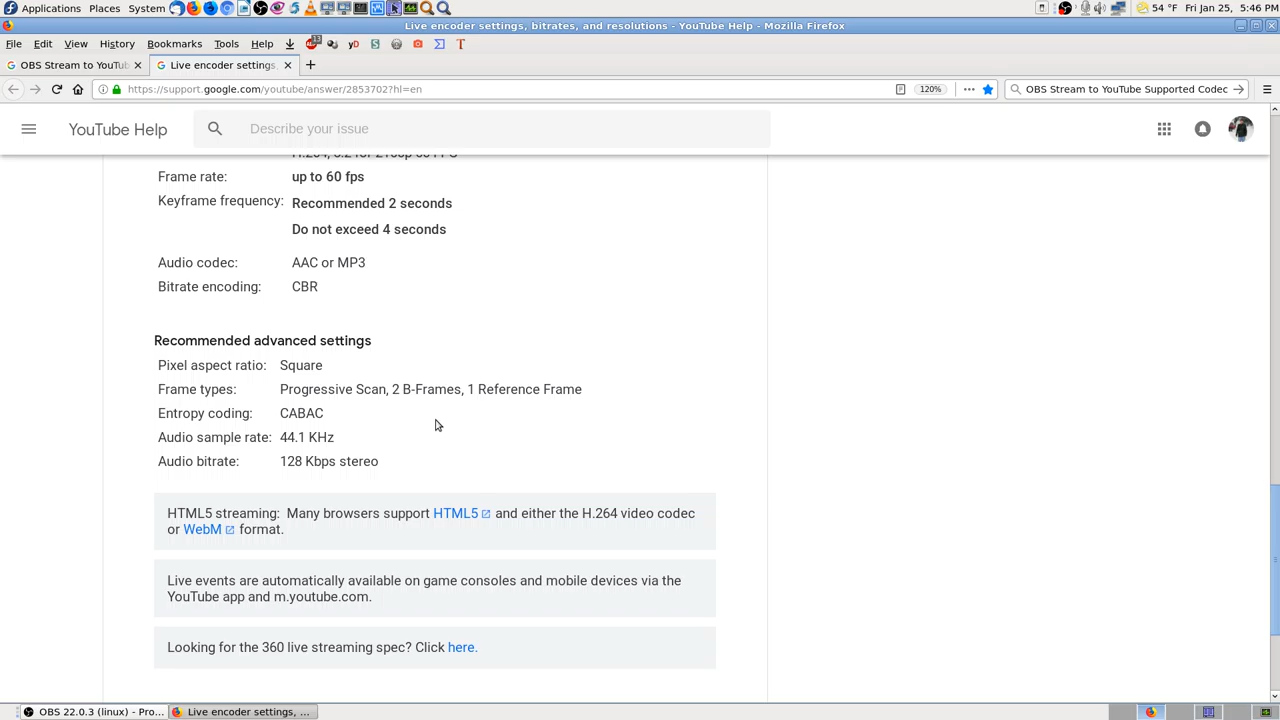 Applications Places System 54 °F Fri Jan 25, 5:46 PM
Live encoder settings, bitrates, and resolutions - YouTube Help - Mozilla Firefox
File Edit View History Bookmarks Tools Help
OBS Stream to YouTub
Live encoder settings,
https://support.google.com/youtube/answer/2853702?hl=en
120%
OBS Stream to YouTube Supported Codec
YouTube Help
Describe your issue
Frame rate: up to 60 fps
Keyframe frequency: Recommended 2 seconds
Do not exceed 4 seconds
Audio codec: AAC or MP3
Bitrate encoding: CBR
Recommended advanced settings
Pixel aspect ratio: Square
Frame types: Progressive Scan, 2 B-Frames, 1 Reference Frame
Entropy coding: CABAC
Audio sample rate: 44.1 KHz
Audio bitrate: 128 Kbps stereo
HTML5 streaming: Many browsers support HTML5 and either the H.264 video codec
or WebM format.
Live events are automatically available on game consoles and mobile devices via the
YouTube app and m.youtube.com.
Looking for the 360 live streaming spec? Click here.
OBS 22.0.3 (linux) - Pro...
Live encoder settings, ...